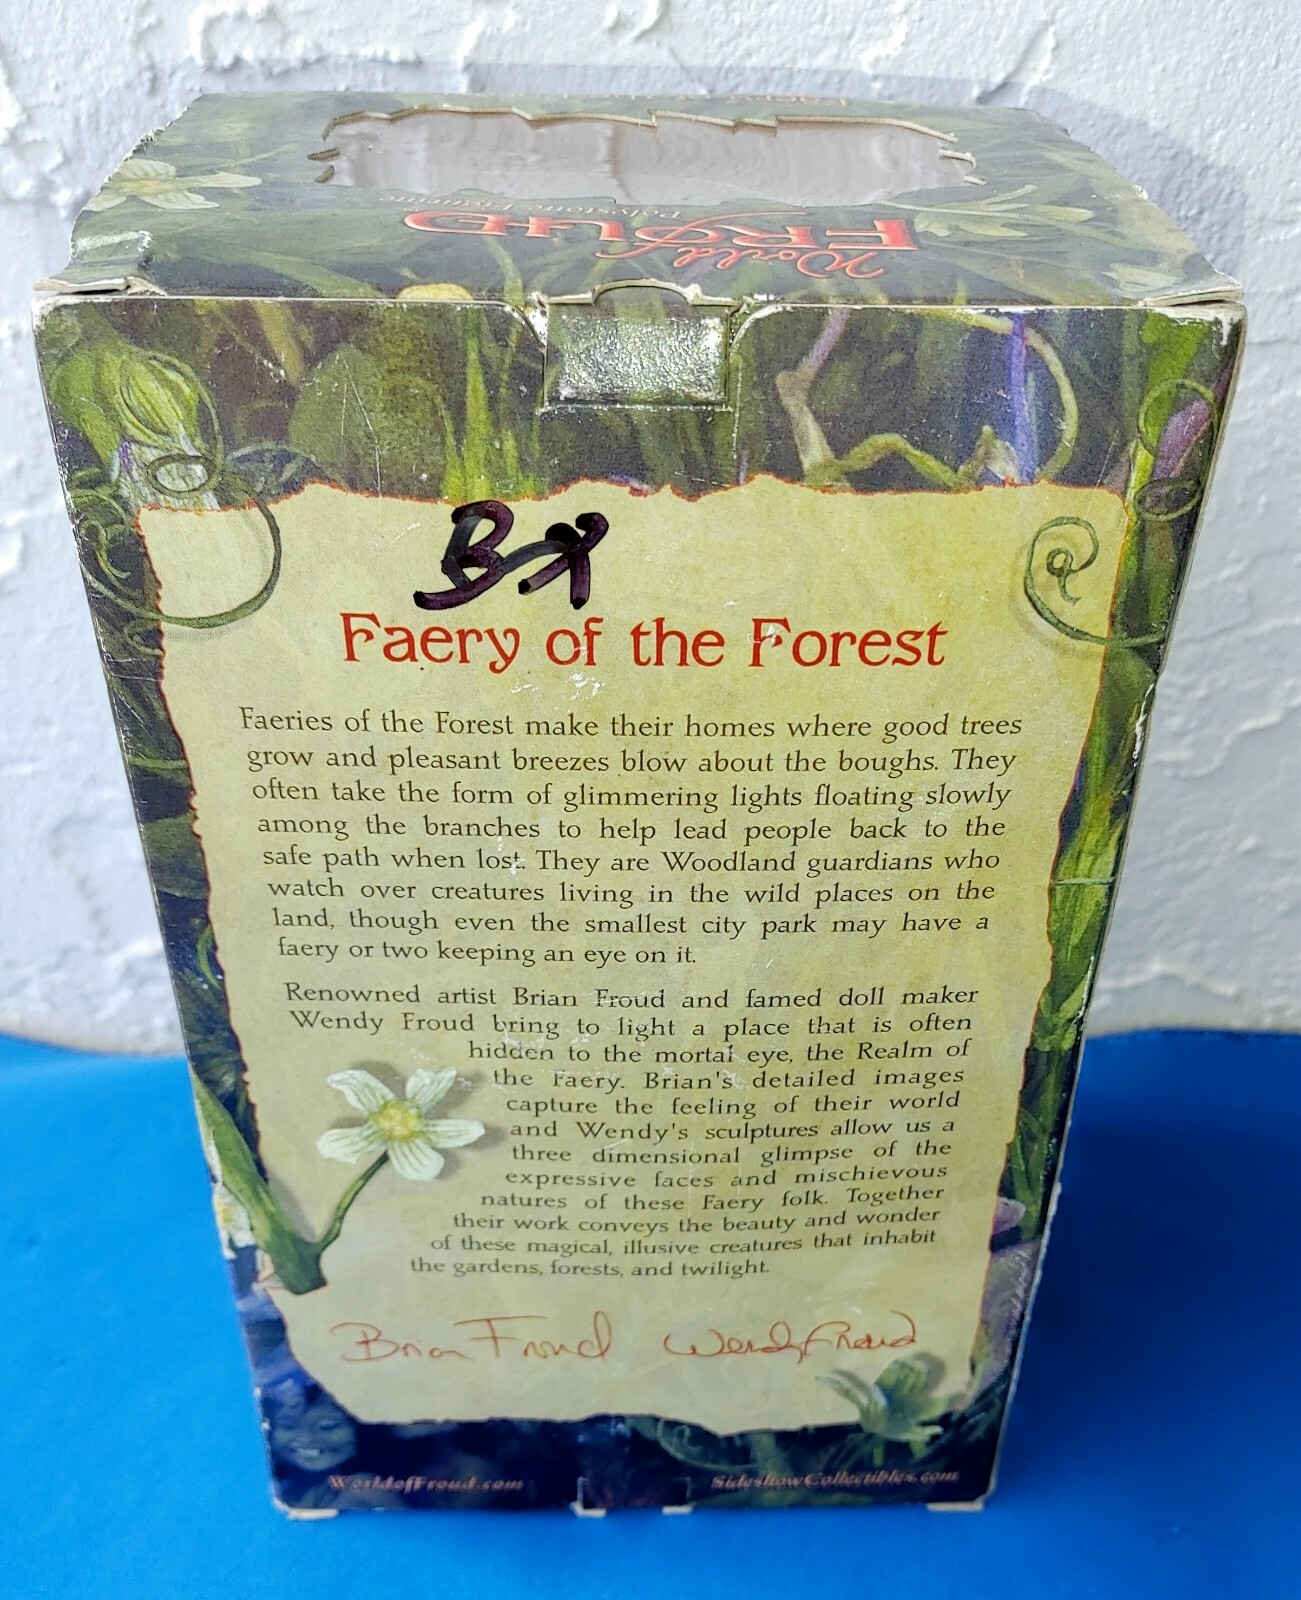 World of
FROUD
Polystone Figurine
Faery of the Forest
Faeries of the Forest make their homes where good trees
grow and pleasant breezes blow about the boughs. They
often take the form of glimmering lights floating slowly
among the branches to help lead people back to the
safe path when lost. They are Woodland guardians who
watch over creatures living in the wild places on the
land, though even the smallest city park may have a
faery or two keeping an eye on it.
Renowned artist Brian Froud and famed doll maker
Wendy Froud bring to light a place that is often
hidden to the mortal eye, the Realm of
the Faery. Brian's detailed images
capture the feeling of their world
and Wendy's sculptures allow us a
three dimensional glimpse of the
expressive faces and mischievous
natures of these Faery folk. Together
their work conveys the beauty and wonder
of these magical, illusive creatures that inhabit
the gardens, forests, and twilight.
Brian Froud Wendy Froud
WorldofFroud.com SideshowCollectibles.com